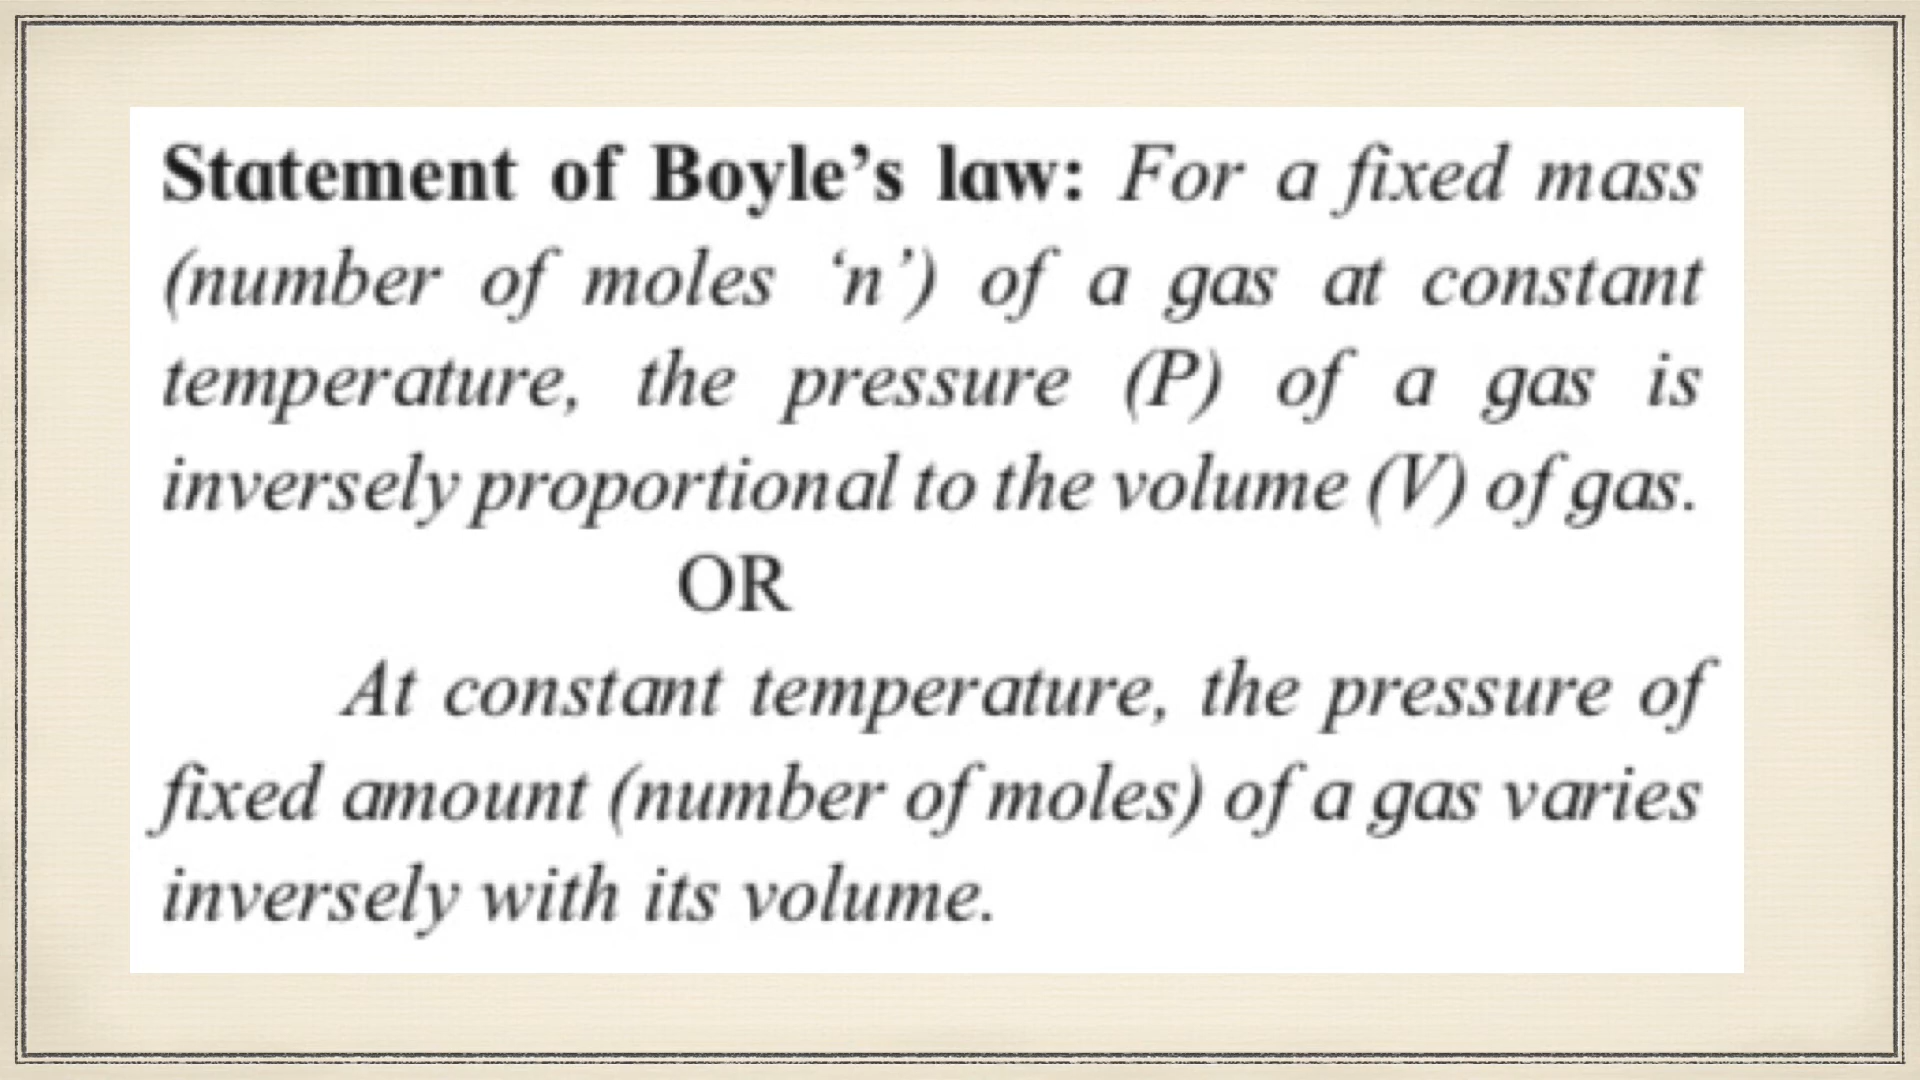 Statement of Boyle’s law: For a fixed mass
(number of moles ‘n’) of a gas at constant
temperature, the pressure (P) of a gas is
inversely proportional to the volume (V) of gas.
OR
At constant temperature, the pressure of
fixed amount (number of moles) of a gas varies
inversely with its volume.